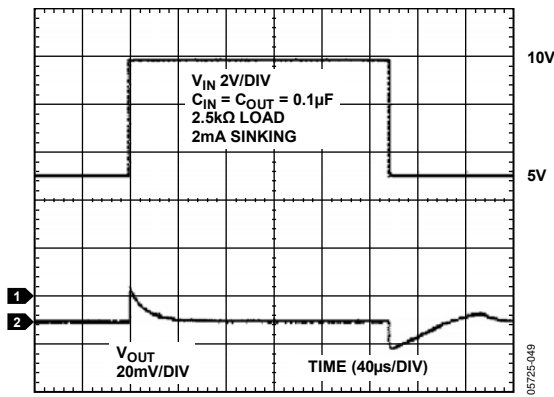 10V
V_IN 2V/DIV
C_IN = C_OUT = 0.1µF
2.5kΩ LOAD
2mA SINKING
5V
1
2
V_OUT
20mV/DIV
TIME (40µs/DIV)
05725-049